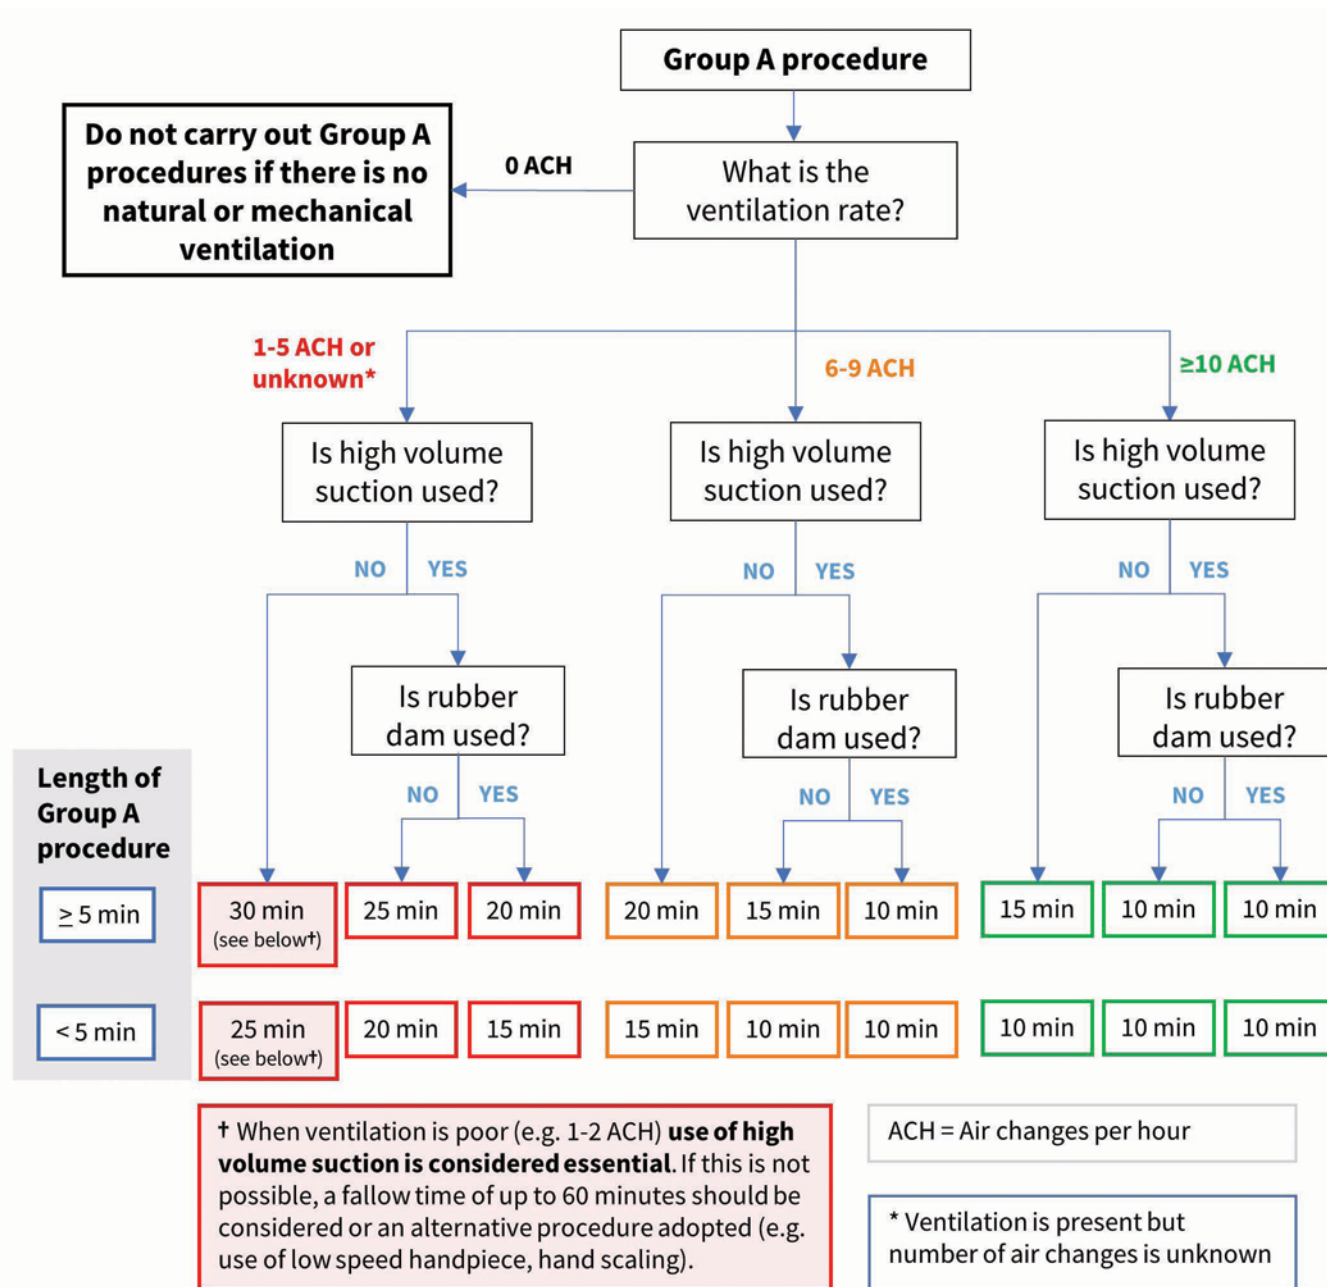 Group A procedure
Do not carry out Group A
procedures if there is no
natural or mechanical
ventilation
0 ACH
What is the
ventilation rate?
1-5 ACH or
unknown*
6-9 ACH
≥10 ACH
Is high volume
suction used?
Is high volume
suction used?
Is high volume
suction used?
NO YES
NO YES
NO YES
Is rubber
dam used?
Is rubber
dam used?
Is rubber
dam used?
NO YES
NO YES
NO YES
Length of
Group A
procedure
≥ 5 min
30 min
(see below†)
25 min
20 min
20 min
15 min
10 min
15 min
10 min
10 min
< 5 min
25 min
(see below†)
20 min
15 min
15 min
10 min
10 min
10 min
10 min
10 min
† When ventilation is poor (e.g. 1-2 ACH) use of high
volume suction is considered essential. If this is not
possible, a fallow time of up to 60 minutes should be
considered or an alternative procedure adopted (e.g.
use of low speed handpiece, hand scaling).
ACH = Air changes per hour
* Ventilation is present but
number of air changes is unknown